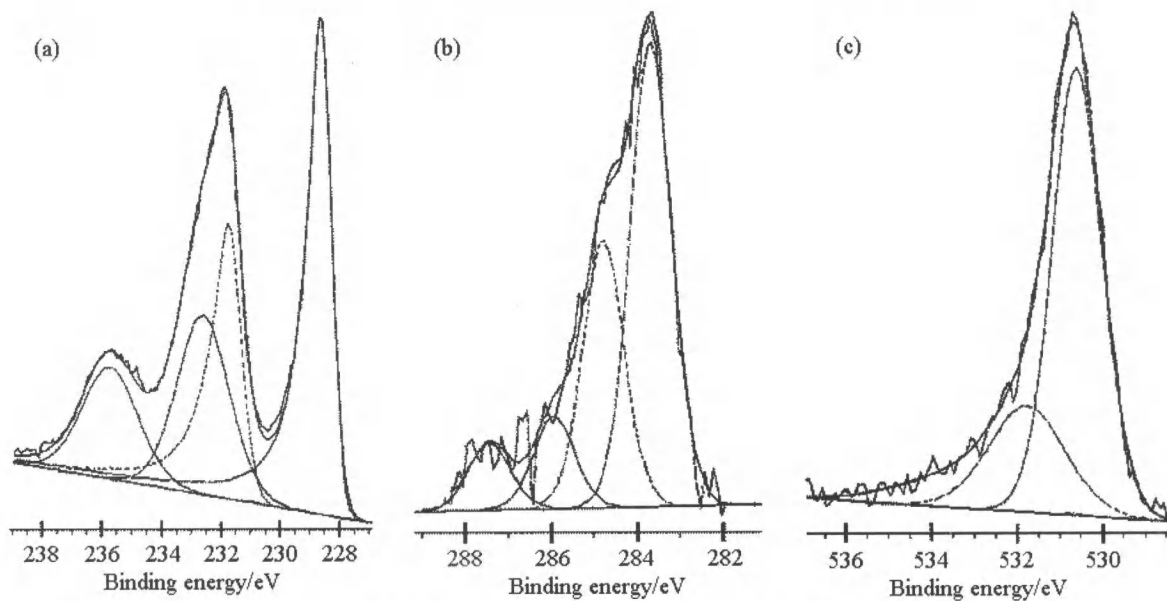 (a)
(b)
(c)
238 236 234 232 230 228
288 286 284 282
536 534 532 530
Binding energy/eV
Binding energy/eV
Binding energy/eV